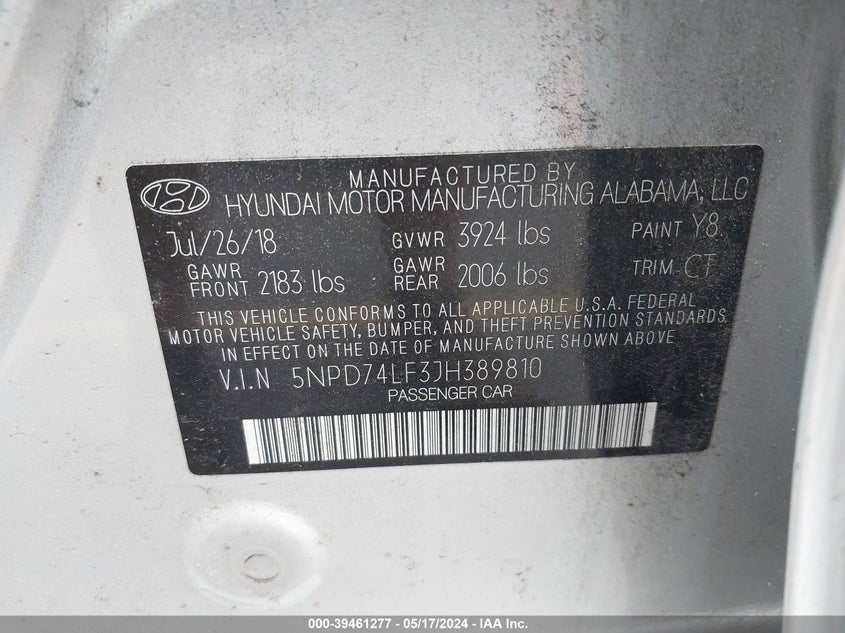 MANUFACTURED BY
HYUNDAI MOTOR MANUFACTURING ALABAMA, LLC
Jul/26/18 GVWR 3924 lbs PAINT Y8
GAWR FRONT 2183 lbs GAWR REAR 2006 lbs TRIM CT
THIS VEHICLE CONFORMS TO ALL APPLICABLE U.S.A. FEDERAL
MOTOR VEHICLE SAFETY, BUMPER, AND THEFT PREVENTION STANDARDS
IN EFFECT ON THE DATE OF MANUFACTURE SHOWN ABOVE.
V.I.N 5NPD74LF3JH389810
PASSENGER CAR
000-39461277 - 05/17/2024 - IAA Inc.